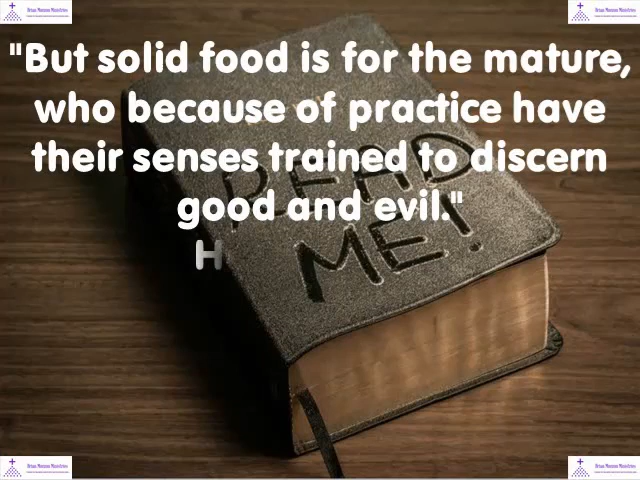 "But solid food is for the mature,
who because of practice have
their senses trained to discern
good and evil."
H
READ
ME!